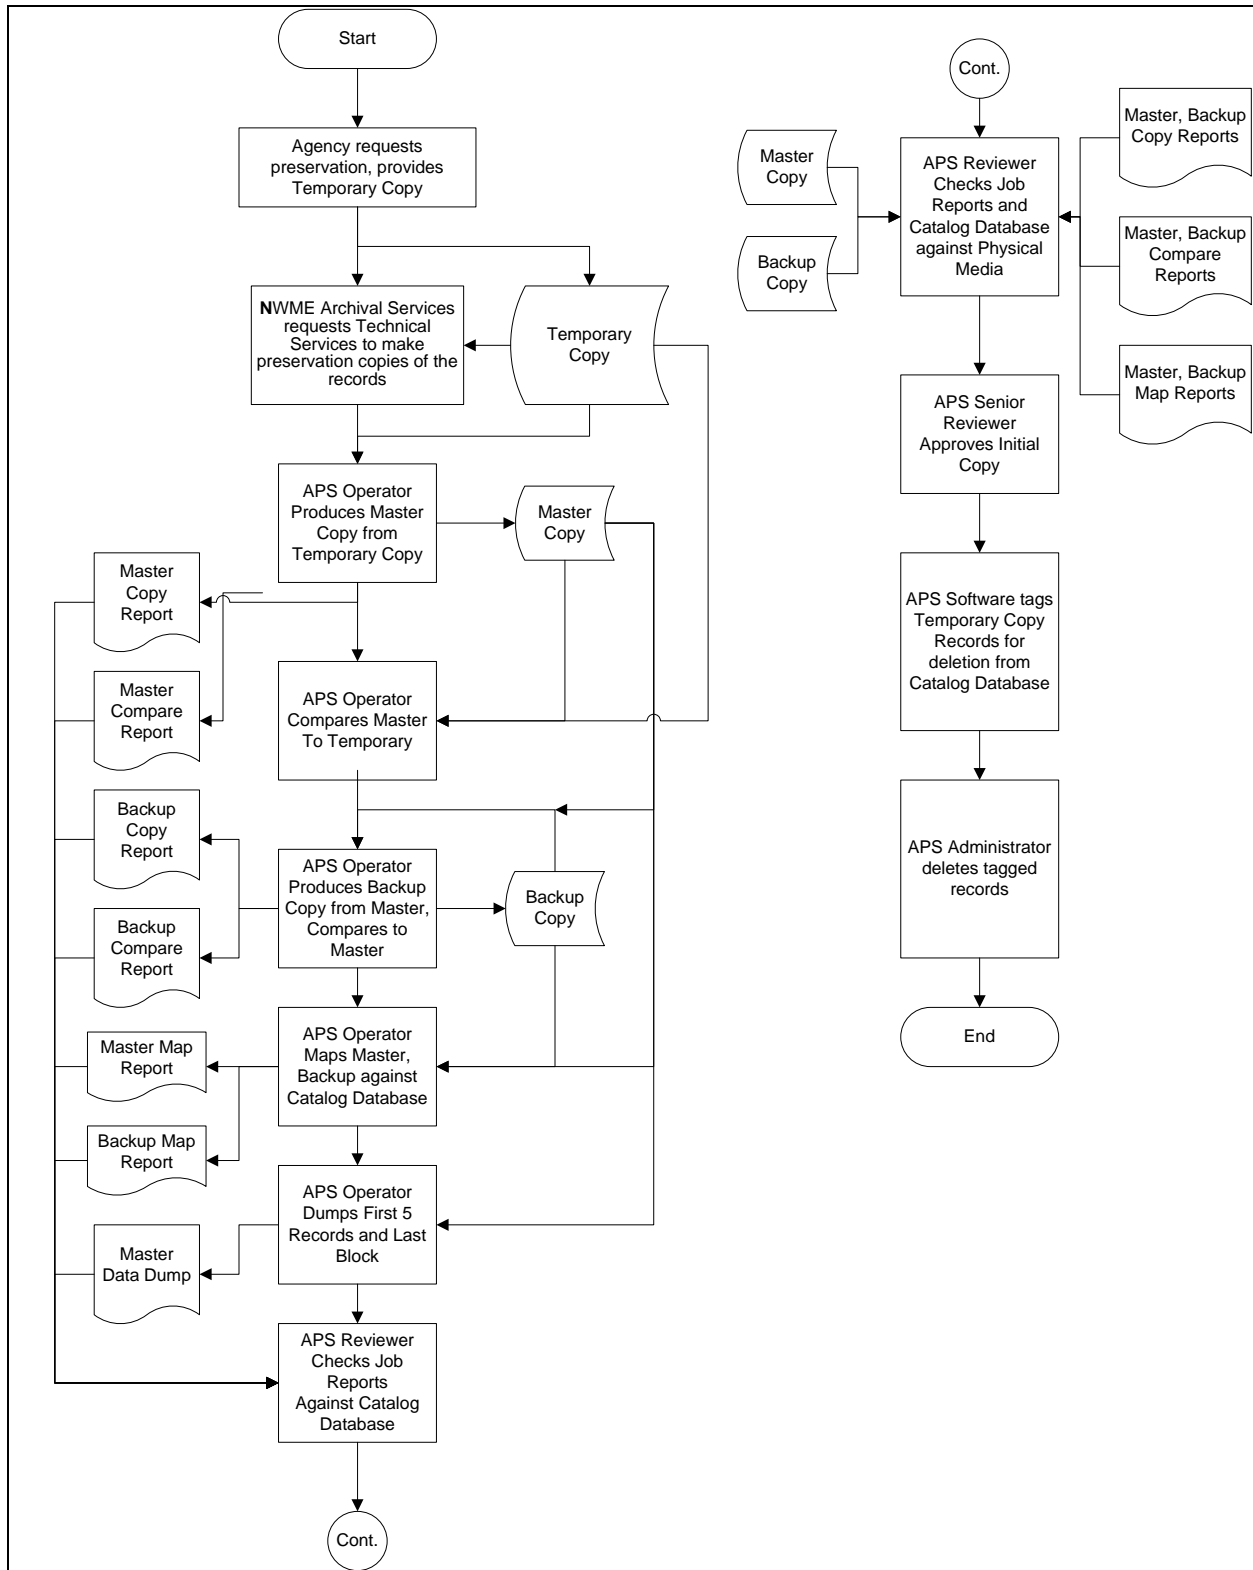 Start
Agency requests
preservation, provides
Temporary Copy
NWME Archival Services
requests Technical
Services to make
preservation copies of the
records
Temporary
Copy
APS Operator
Produces Master
Copy from
Temporary Copy
Master
Copy
Master
Copy
Report
Master
Compare
Report
APS Operator
Compares Master
To Temporary
Backup
Copy
Report
APS Operator
Produces Backup
Copy from Master,
Compares to
Master
Backup
Copy
Backup
Compare
Report
APS Operator
Maps Master,
Backup against
Catalog Database
Master Map
Report
Backup Map
Report
APS Operator
Dumps First 5
Records and Last
Block
Master
Data Dump
APS Reviewer
Checks Job
Reports
Against Catalog
Database
Cont.
Cont.
Master
Copy
Backup
Copy
APS Reviewer
Checks Job
Reports and
Catalog Database
against Physical
Media
Master, Backup
Copy Reports
Master, Backup
Compare
Reports
Master, Backup
Map Reports
APS Senior
Reviewer
Approves Initial
Copy
APS Software tags
Temporary Copy
Records for
deletion from
Catalog Database
APS Administrator
deletes tagged
records
End